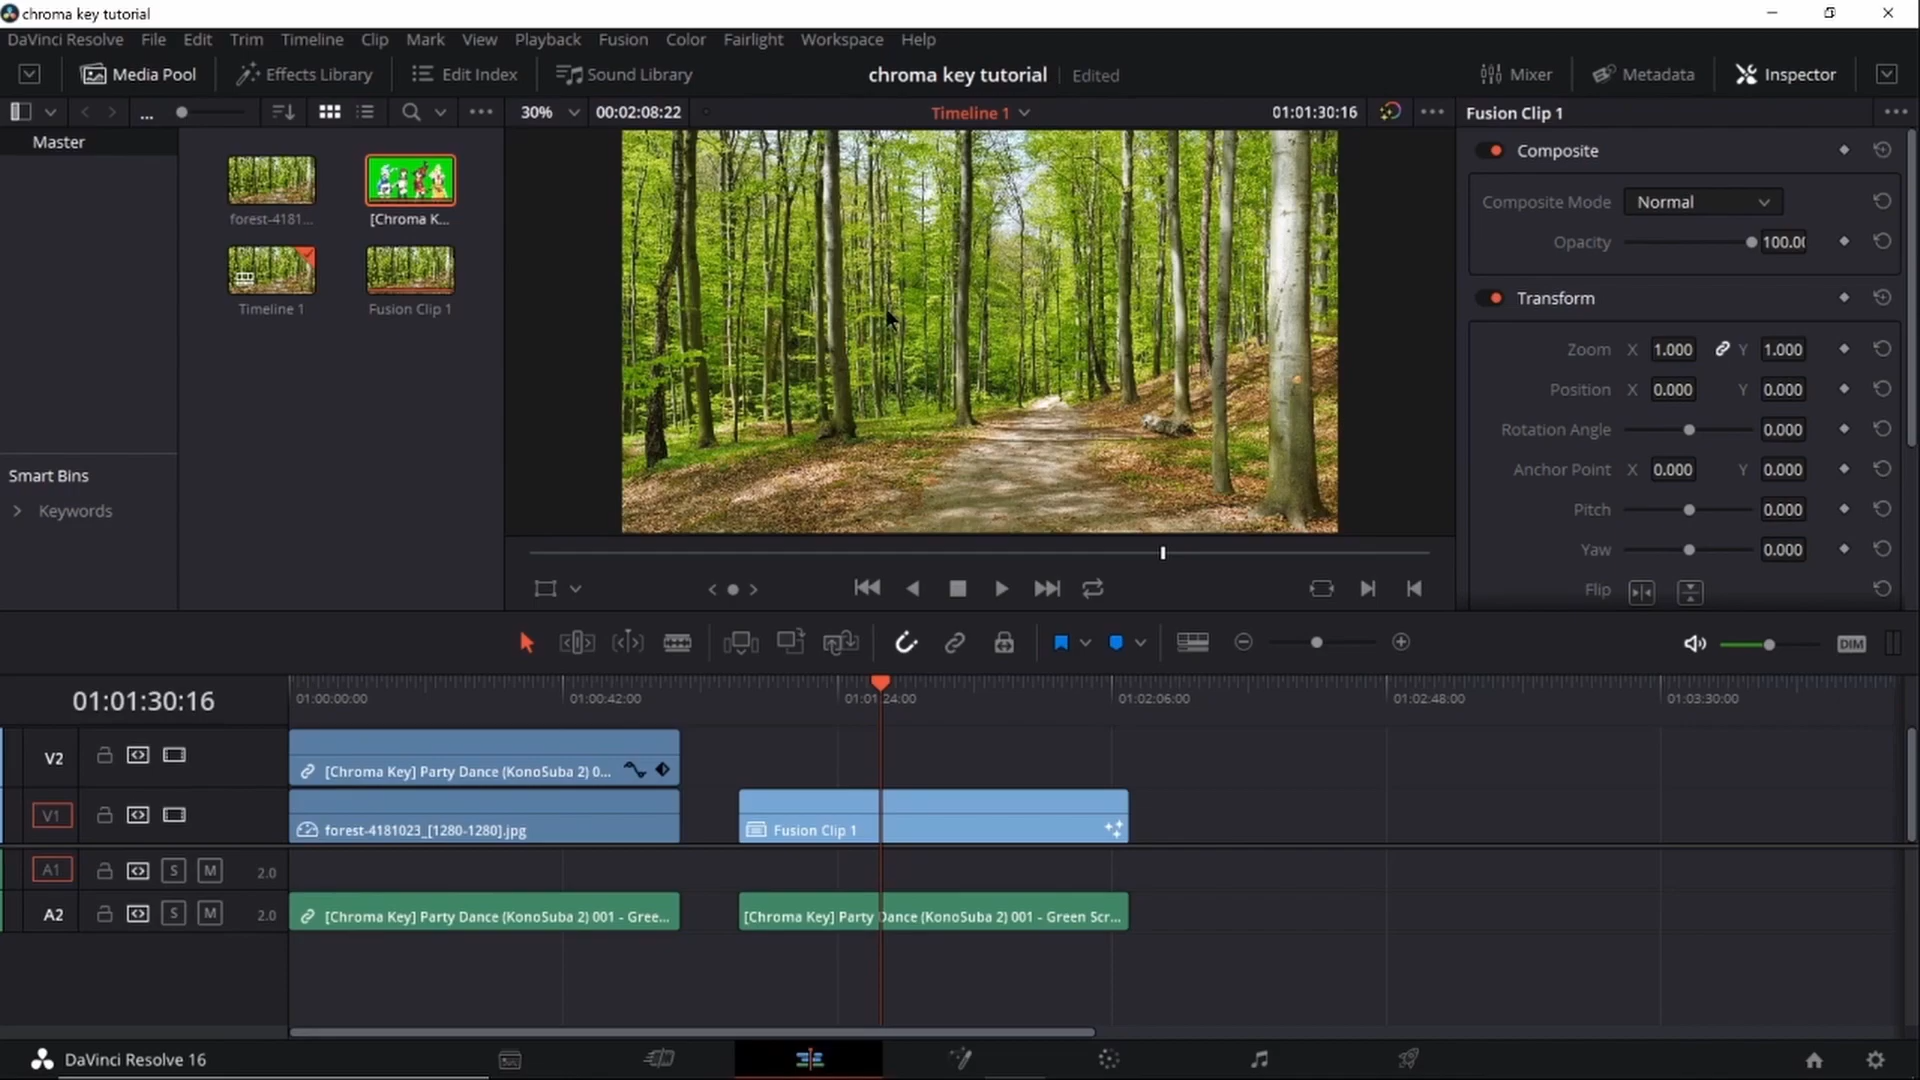 chroma key tutorial
DaVinci Resolve File Edit Trim Timeline Clip Mark View Playback Fusion Color Fairlight Workspace Help
Media Pool Effects Library Edit Index Sound Library chroma key tutorial Edited Mixer Metadata Inspector
... 30% 00:02:08:22 Timeline 1 01:01:30:16 Fusion Clip 1
Master
forest-4181... [Chroma K...
Timeline 1 Fusion Clip 1
Smart Bins
Keywords
Composite
Composite Mode Normal
Opacity 100.00
Transform
Zoom X 1.000 Y 1.000
Position X 0.000 Y 0.000
Rotation Angle 0.000
Anchor Point X 0.000 Y 0.000
Pitch 0.000
Yaw 0.000
Flip
DIM
01:01:30:16 01:00:00:00 01:00:42:00 01:01:24:00 01:02:06:00 01:02:48:00 01:03:30:00
V2 [Chroma Key] Party Dance (KonoSuba 2) 0...
V1 forest-4181023_[1280-1280].jpg Fusion Clip 1
A1 S M 2.0
A2 S M 2.0 [Chroma Key] Party Dance (KonoSuba 2) 001 - Gree... [Chroma Key] Party Dance (KonoSuba 2) 001 - Green Scr...
DaVinci Resolve 16